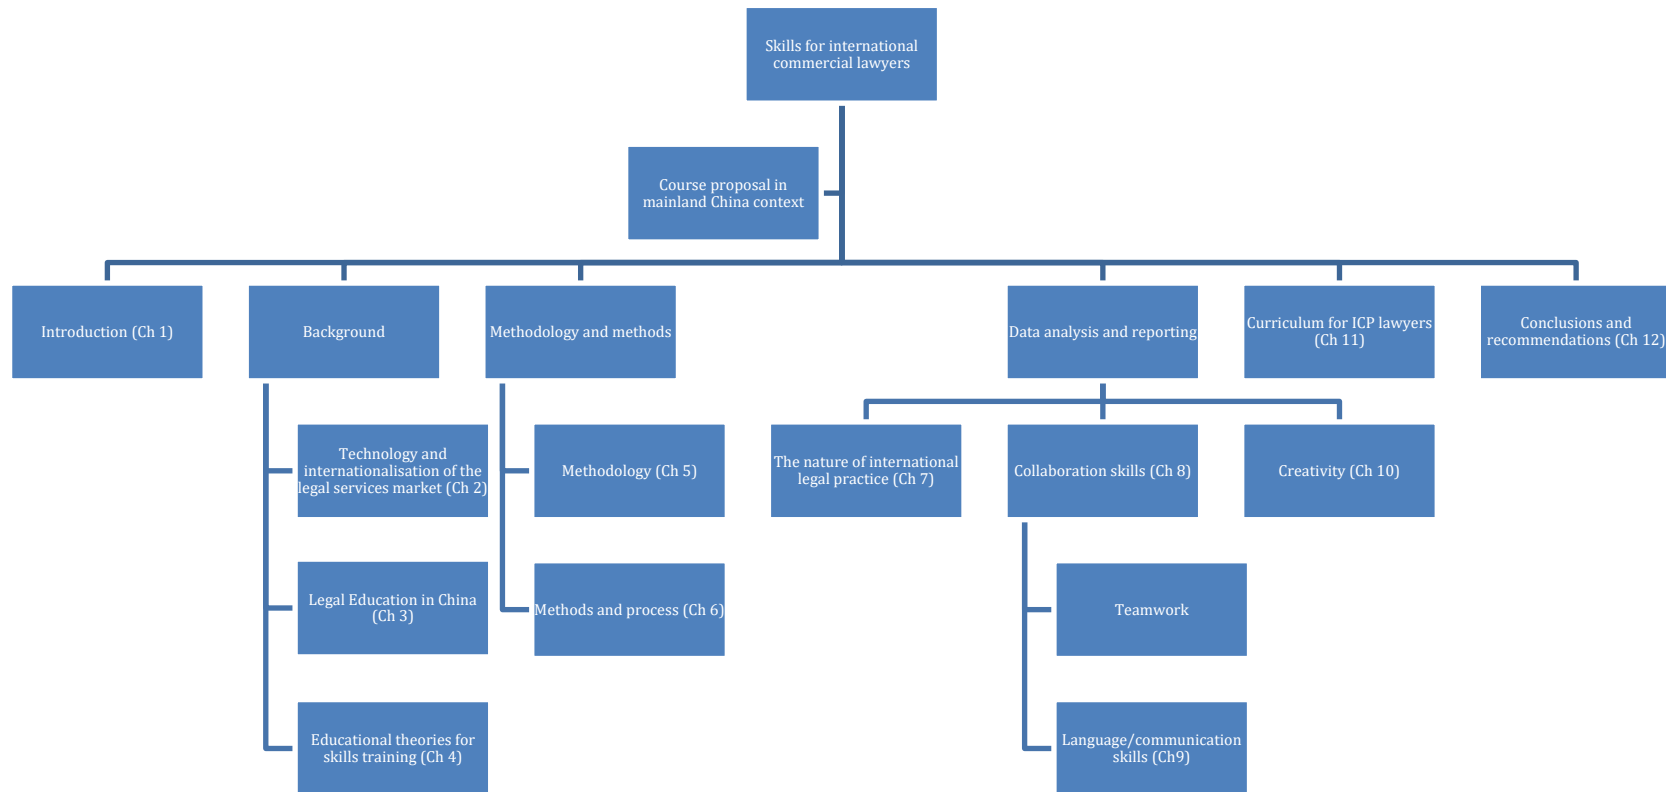 Skills for international
commercial lawyers
Course proposal in
mainland China context
Introduction (Ch 1)
Background
Methodology and methods
Data analysis and reporting
Curriculum for ICP lawyers
(Ch 11)
Conclusions and
recommendations (Ch 12)
Technology and
internationalisation of the
legal services market (Ch 2)
Methodology (Ch 5)
The nature of international
legal practice (Ch 7)
Collaboration skills (Ch 8)
Creativity (Ch 10)
Legal Education in China
(Ch 3)
Methods and process (Ch 6)
Teamwork
Educational theories for
skills training (Ch 4)
Language/communication
skills (Ch9)